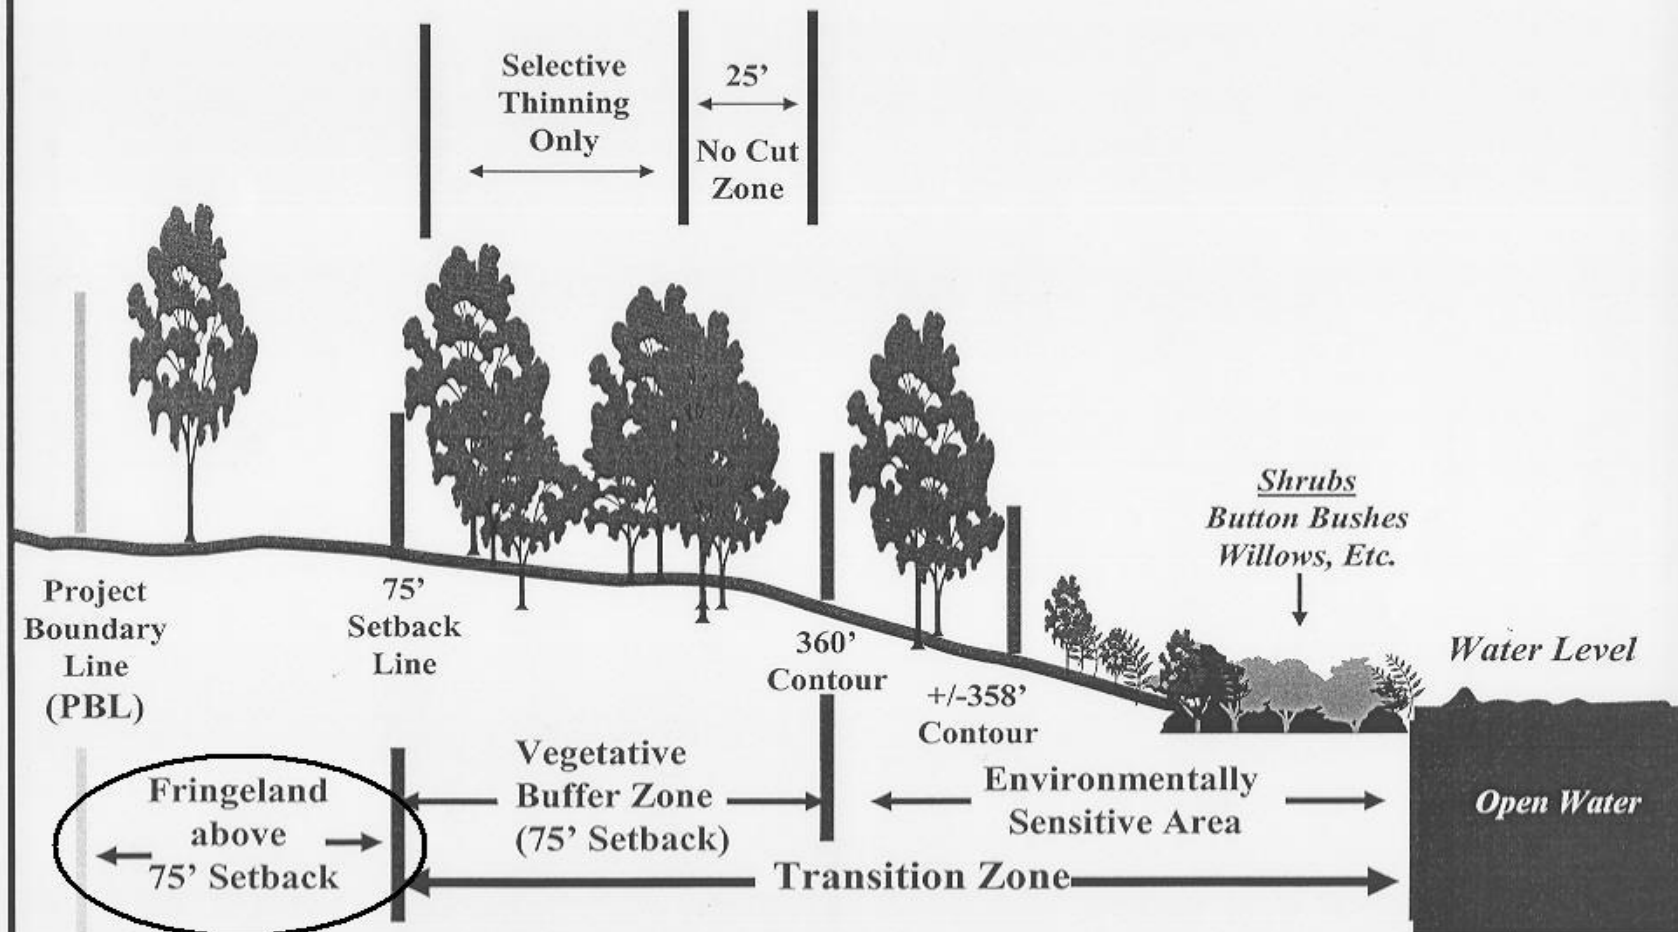 Selective
Thinning
Only
25’
No Cut
Zone
Shrubs
Button Bushes
Willows, Etc.
Water Level
Project
Boundary
Line
(PBL)
75’
Setback
Line
360’
Contour
+/-358’
Contour
Fringeland
above
75’ Setback
Vegetative
Buffer Zone
(75’ Setback)
Environmentally
Sensitive Area
Open Water
Transition Zone